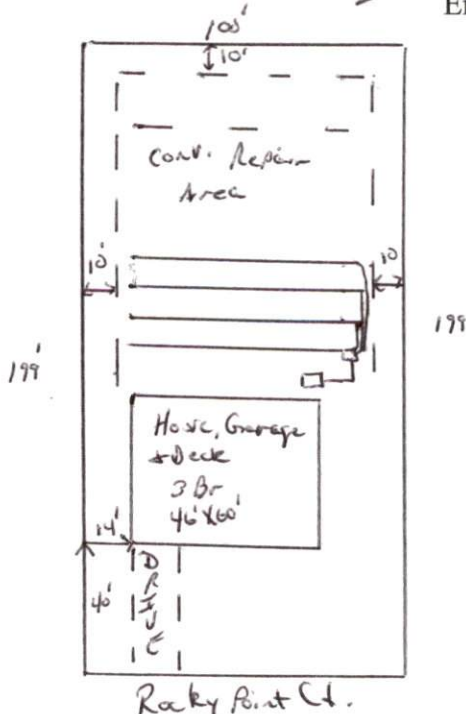 100'
10'
Conv. Repair
Area
10'
10
199'
199
House, Garage
+ Deck
3 Br
46'X60'
14'
40'
DRIVE
Rocky Point Ct.